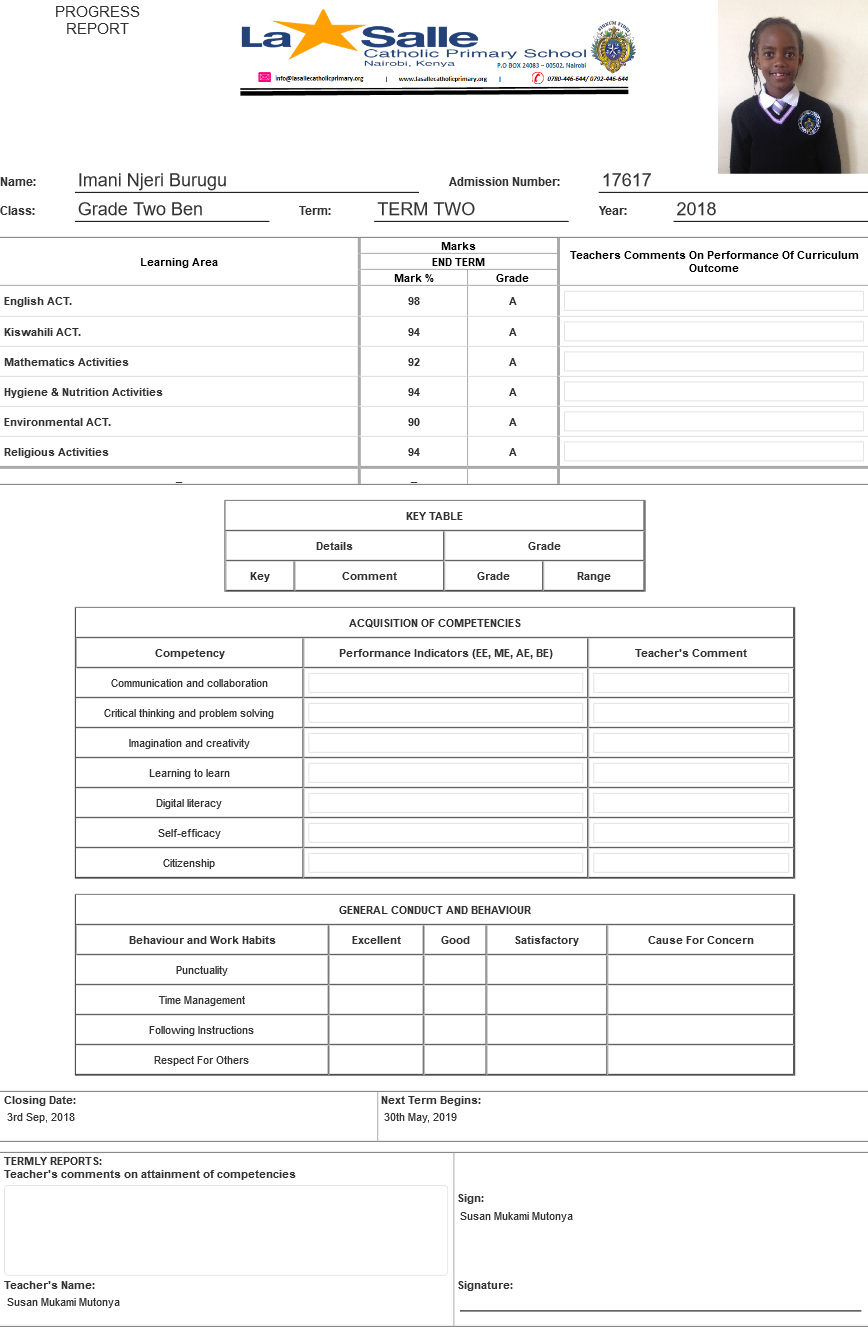 PROGRESS
REPORT
La Salle
Catholic Primary School
Nairobi, Kenya
P.O BOX 24083 – 00502, Nairobi
info@lasallecatholicprimary.org | www.lasallecatholicprimary.org | 0780-446-644/ 0792-446-644
Name: Imani Njeri Burugu Admission Number: 17617
Class: Grade Two Ben Term: TERM TWO Year: 2018
Learning Area Marks Teachers Comments On Performance Of Curriculum Outcome
END TERM
Mark % Grade
English ACT. 98 A
Kiswahili ACT. 94 A
Mathematics Activities 92 A
Hygiene & Nutrition Activities 94 A
Environmental ACT. 90 A
Religious Activities 94 A
_ _
KEY TABLE
Details Grade
Key Comment Grade Range
ACQUISITION OF COMPETENCIES
Competency Performance Indicators (EE, ME, AE, BE) Teacher's Comment
Communication and collaboration
Critical thinking and problem solving
Imagination and creativity
Learning to learn
Digital literacy
Self-efficacy
Citizenship
GENERAL CONDUCT AND BEHAVIOUR
Behaviour and Work Habits Excellent Good Satisfactory Cause For Concern
Punctuality
Time Management
Following Instructions
Respect For Others
Closing Date: Next Term Begins:
3rd Sep, 2018 30th May, 2019
TERMLY REPORTS:
Teacher's comments on attainment of competencies
Sign:
Susan Mukami Mutonya
Teacher's Name: Signature:
Susan Mukami Mutonya